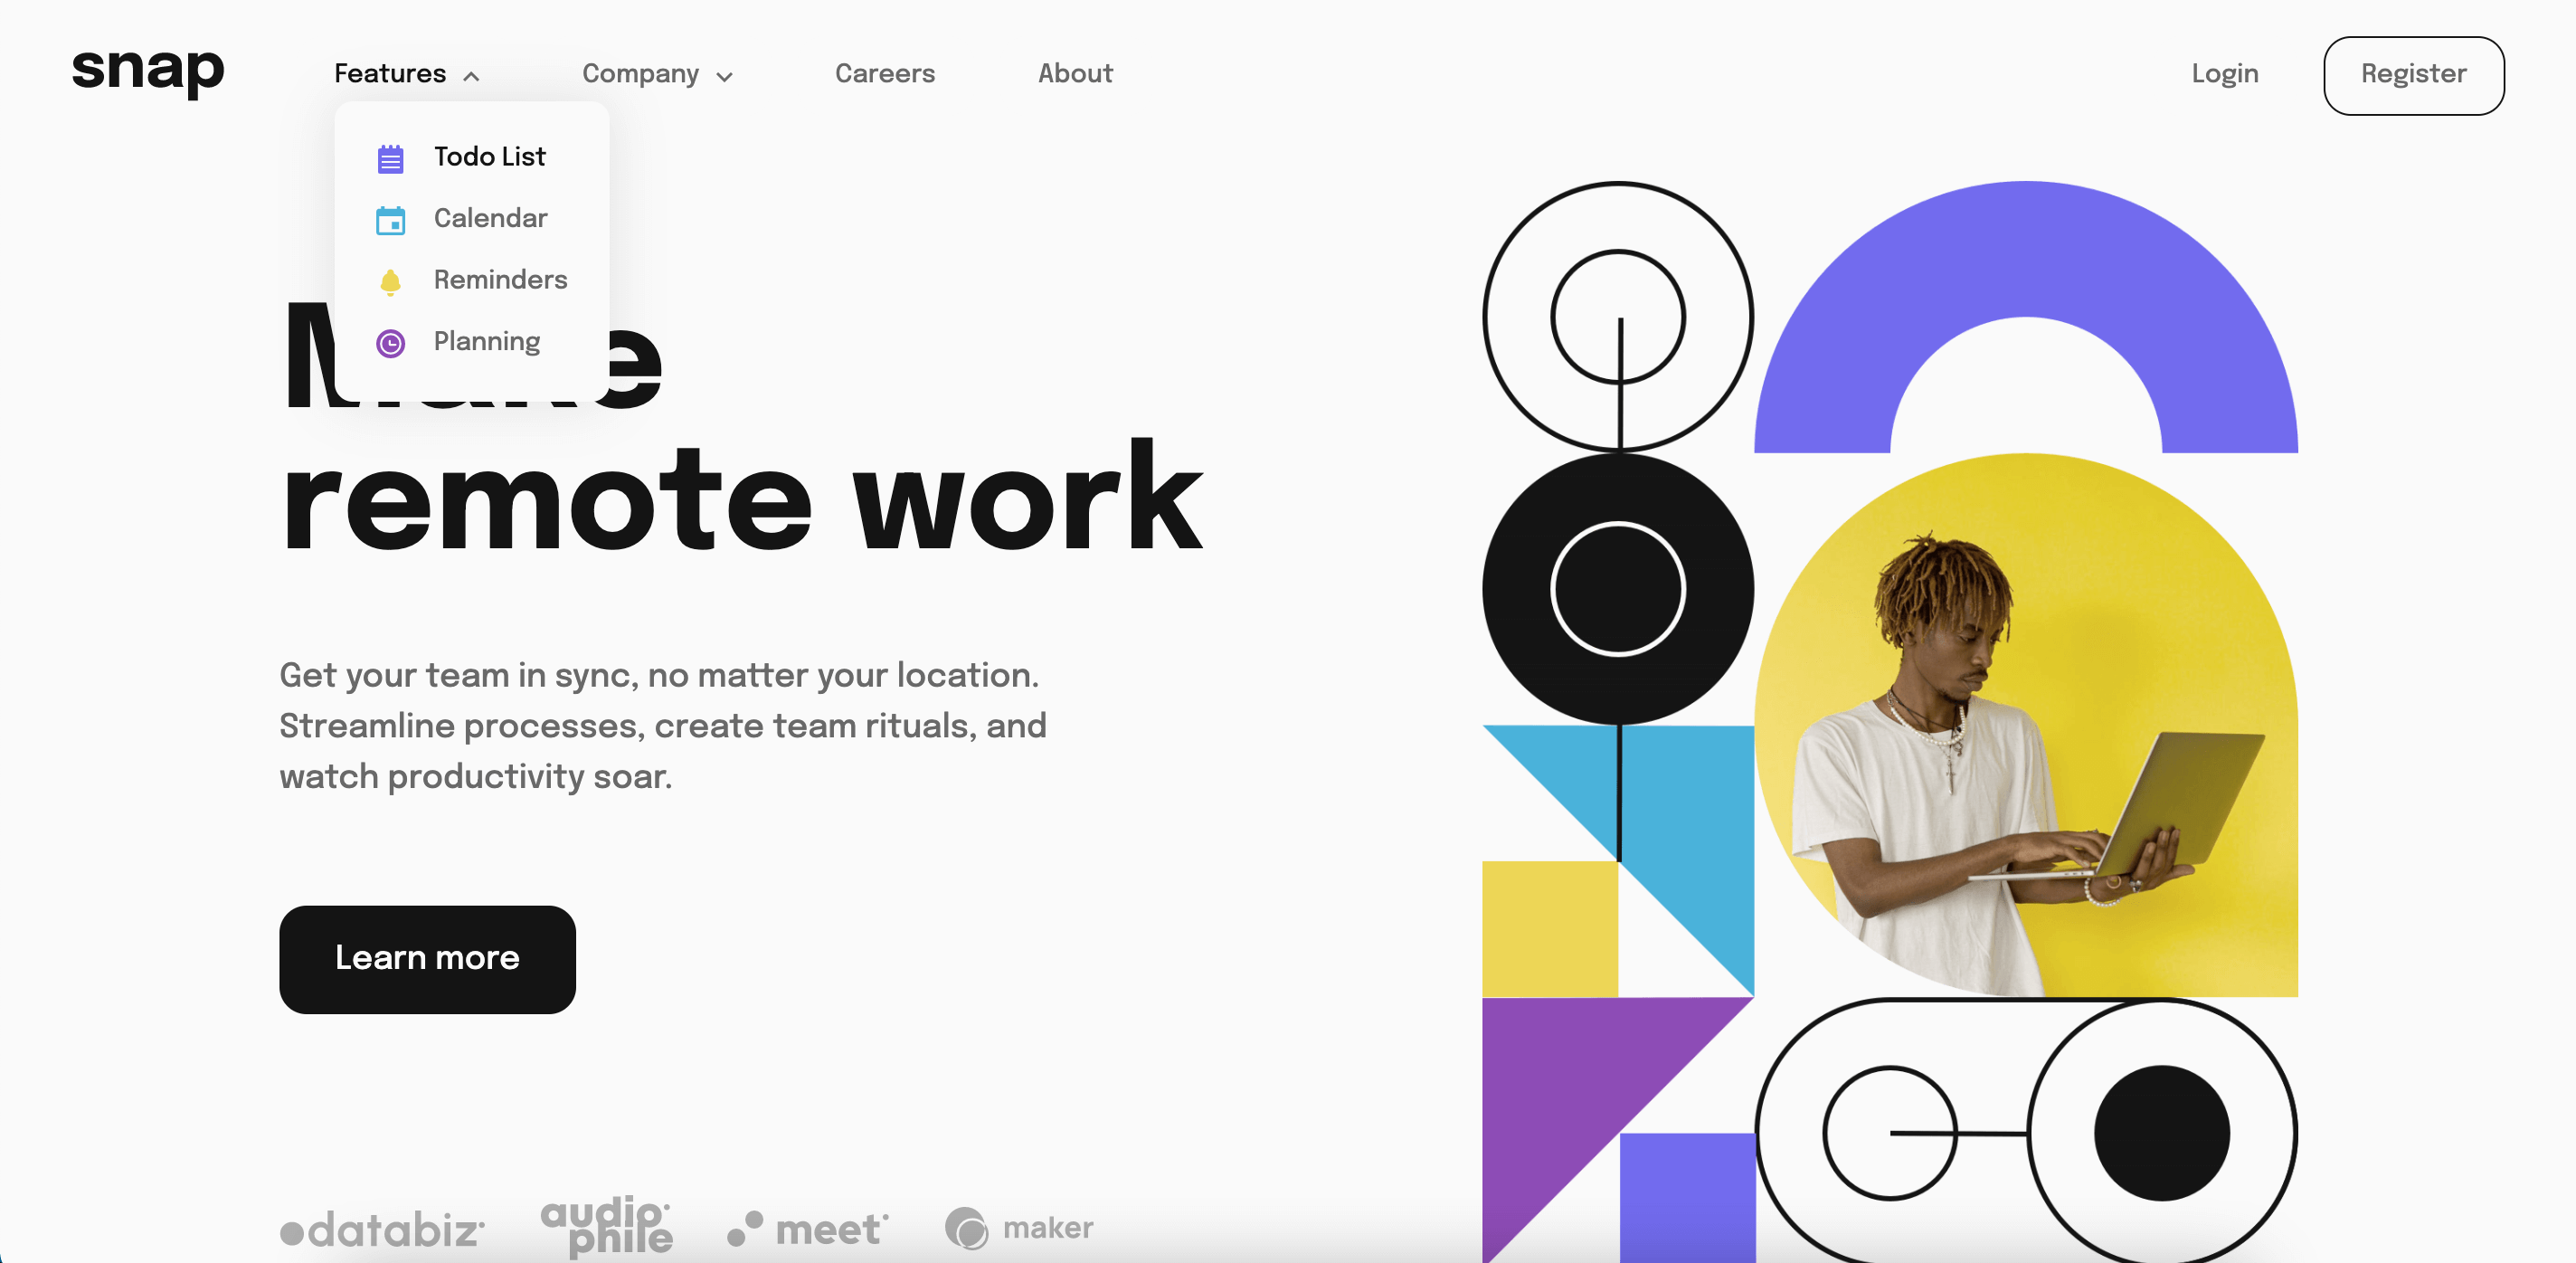 snap
Features
Company
Careers
About
Login
Register
Todo List
Calendar
Reminders
Planning
remote work
Get your team in sync, no matter your location.
Streamline processes, create team rituals, and
watch productivity soar.
Learn more
databiz
audiophile
meet
maker